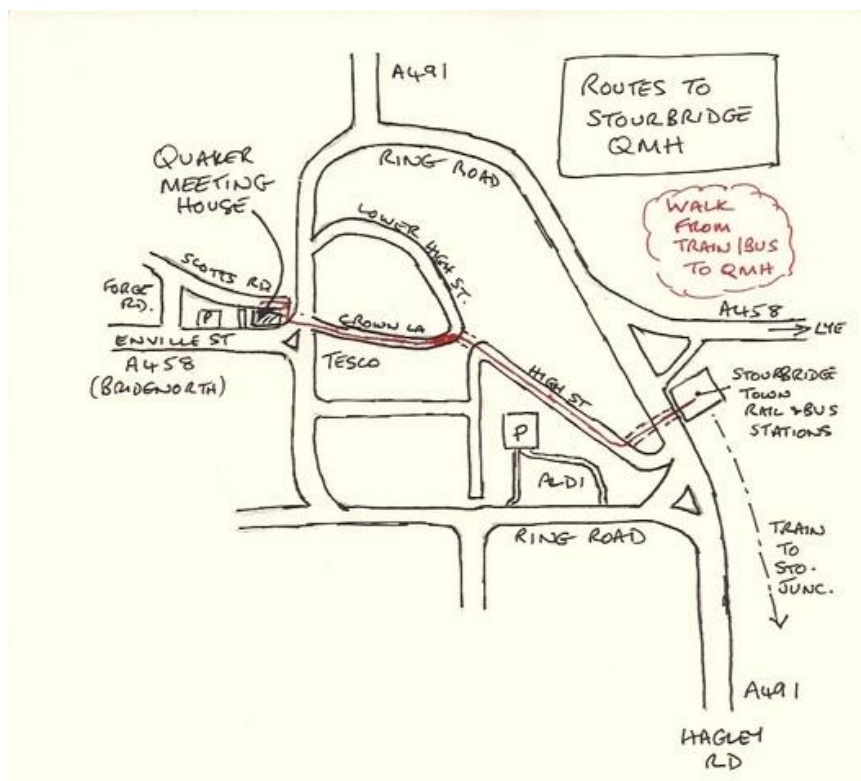 A491
ROUTES TO
STOURBRIDGE
QMH
RING ROAD
QUAKER
MEETING
HOUSE
WALK
FROM
TRAIN/BUS
TO QMH
LOWER HIGH ST.
SCOTTS RD
FORGE
RD.
P
CROWN LA
A458
LYE
ENVILLE ST
TESCO
A458
(BRIDGNORTH)
HIGH ST
STOURBRIDGE
TOWN
RAIL & BUS
STATIONS
P
ALDI
RING ROAD
TRAIN
TO
STO.
JUNC.
A491
HAGLEY
RD